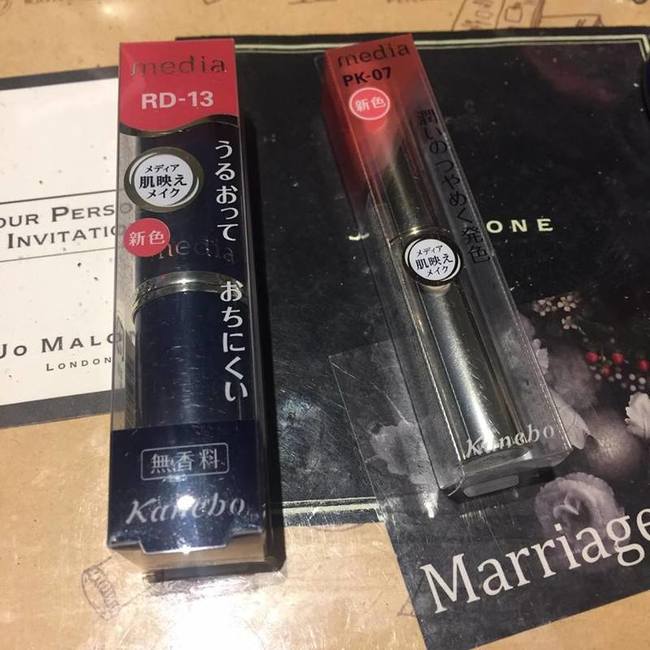 media
RD-13
メディア
肌映え
メイク
新色
media
うるおって
おちにくい
無香料
Kanebo
media
PK-07
新色
潤いのつやめく発色
メディア
肌映え
メイク
Kanebo
OUR PERSO
INVITATIO
JO MALO
LONDON
ONE
Marriage